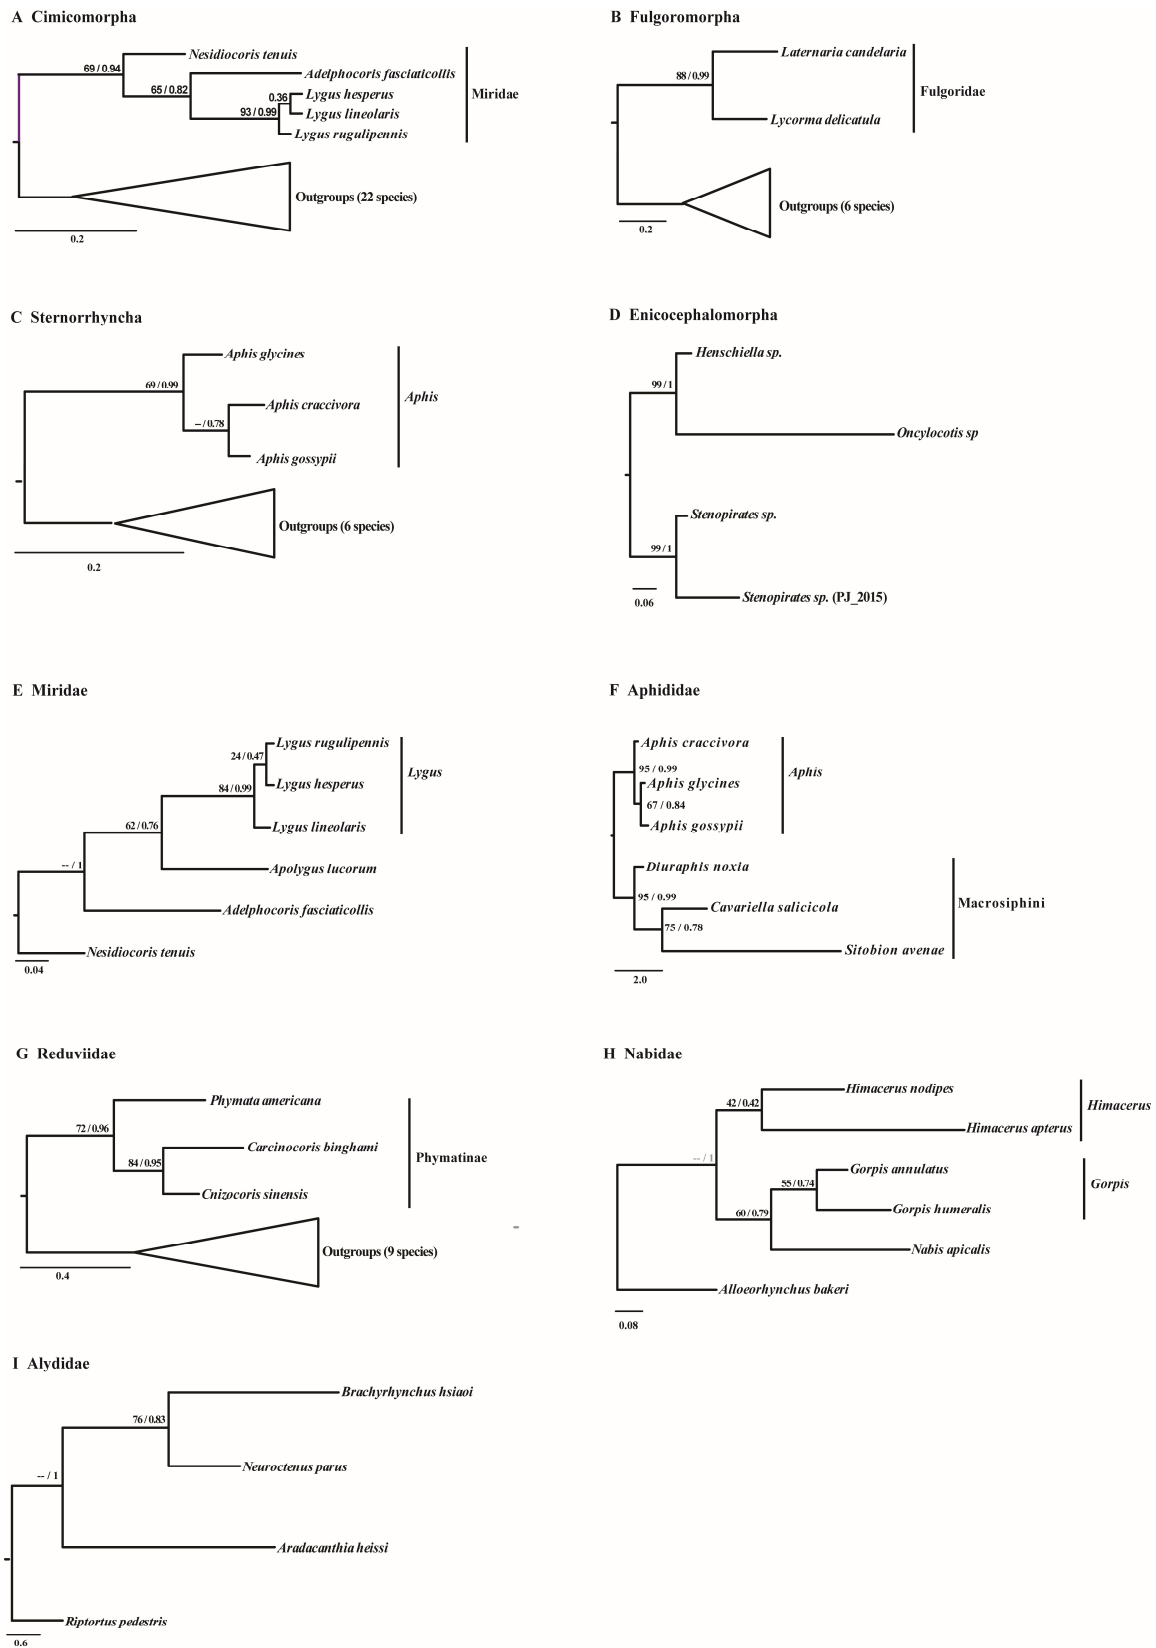 A Cimicomorpha
Nesidiocoris tenuis
69 / 0.94
Adelphocoris fasciaticollis
65 / 0.82
Lygus hesperus
0.36
Lygus lineolaris
93 / 0.99
Lygus rugulipennis
Miridae
Outgroups (22 species)
0.2
B Fulgoromorpha
Laternaria candelaria
88 / 0.99
Fulgoridae
Lycorma delicatula
Outgroups (6 species)
0.2
C Sternorrhyncha
Aphis glycines
69 / 0.99
Aphis craccivora
Aphis
-- / 0.78
Aphis gossypii
Outgroups (6 species)
0.2
D Enicocephalomorpha
Henschiella sp.
99 / 1
Oncylocotis sp
Stenopirates sp.
99 / 1
Stenopirates sp. (PJ_2015)
0.06
E Miridae
Lygus rugulipennis
24 / 0.47
Lygus
Lygus hesperus
84 / 0.99
Lygus lineolaris
62 / 0.76
Apolygus lucorum
-- / 1
Adelphocoris fasciaticollis
Nesidiocoris tenuis
0.04
F Aphididae
Aphis craccivora
95 / 0.99
Aphis
Aphis glycines
67 / 0.84
Aphis gossypii
Diuraphis noxia
95 / 0.99
Cavariella salicicola
Macrosiphini
75 / 0.78
Sitobion avenae
2.0
G Reduviidae
Phymata americana
72 / 0.96
Carcinocoris binghami
Phymatinae
84 / 0.95
Cnizocoris sinensis
Outgroups (9 species)
0.4
H Nabidae
Himacerus nodipes
42 / 0.42
Himacerus
Himacerus apterus
-- / 1
Gorpis annulatus
55 / 0.74
Gorpis
Gorpis humeralis
60 / 0.79
Nabis apicalis
Alloeorhynchus bakeri
0.08
I Alydidae
Brachyrhynchus hsiaoi
76 / 0.83
Neuroctenus parus
-- / 1
Aradacanthia heissi
Riptortus pedestris
0.6